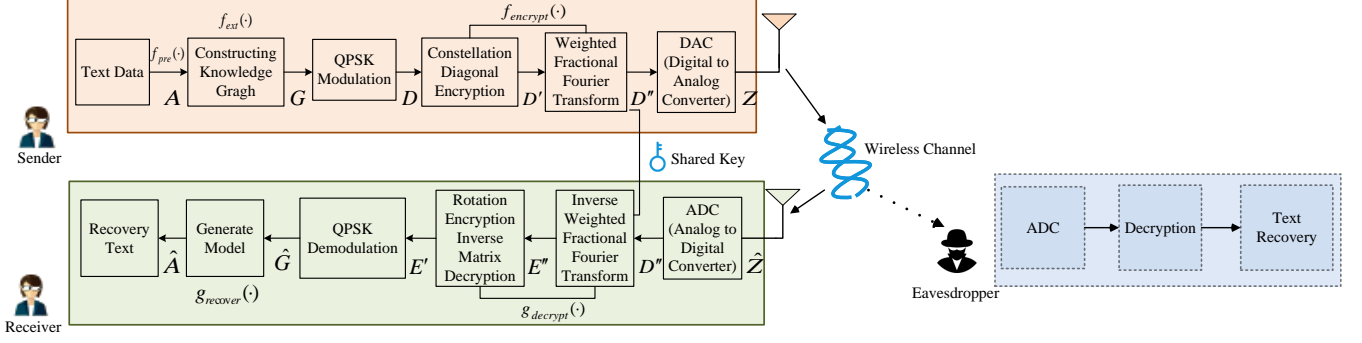 f_ext(·)
f_encrypt(·)
Text Data
f_pre(·)
A
Constructing
Knowledge
Gragh
G
QPSK
Modulation
D
Constellation
Diagonal
Encryption
D′
Weighted
Fractional
Fourier
Transform
D″
DAC
(Digital to
Analog
Converter)
Z
Sender
Shared Key
Wireless Channel
Recovery
Text
Â
Generate
Model
Ĝ
QPSK
Demodulation
E′
Rotation
Encryption
Inverse
Matrix
Decryption
E″
Inverse
Weighted
Fractional
Fourier
Transform
D″
ADC
(Analog to
Digital
Converter)
Ẑ
g_recover(·)
g_decrypt(·)
Receiver
Eavesdropper
ADC
Decryption
Text
Recovery